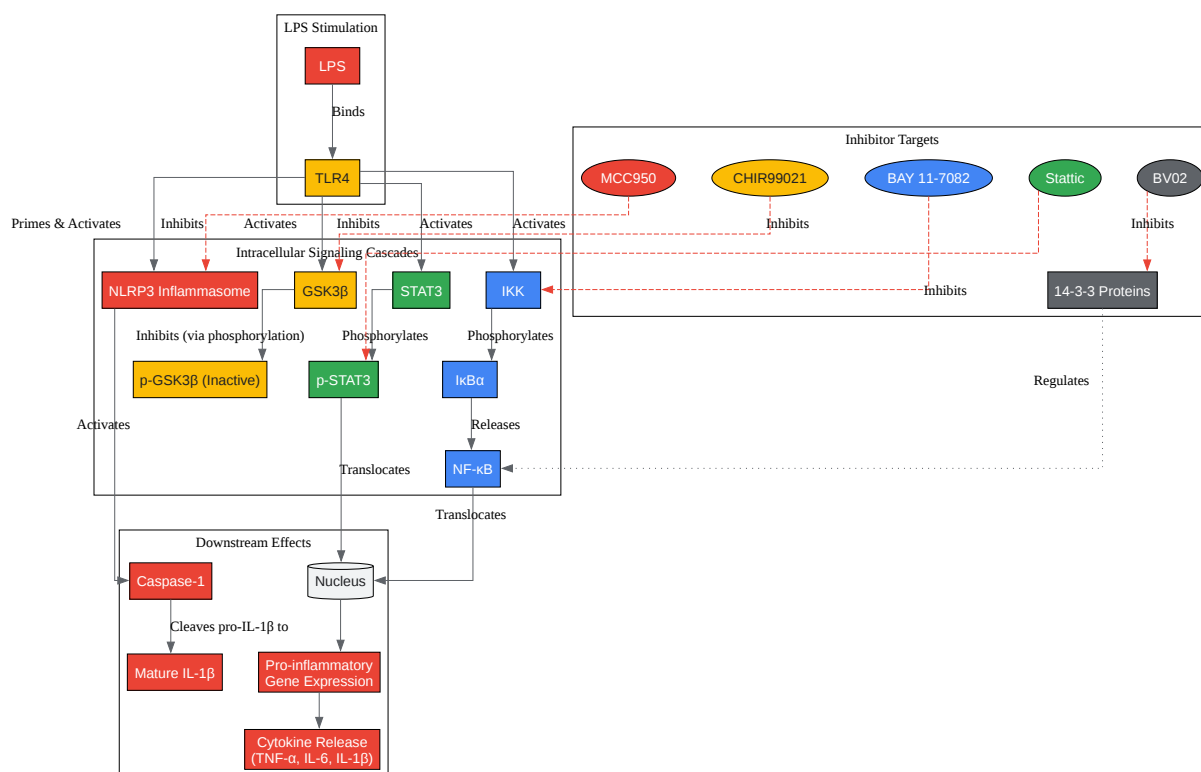 LPS Stimulation
LPS
Binds
TLR4
Inhibitor Targets
MCC950
CHIR99021
BAY 11-7082
Stattic
BV02
Primes & Activates
Inhibits
Activates
Inhibits
Activates
Activates
Inhibits
Inhibits
Intracellular Signaling Cascades
NLRP3 Inflammasome
GSK3β
STAT3
IKK
Inhibits
14-3-3 Proteins
Inhibits (via phosphorylation)
Phosphorylates
Phosphorylates
p-GSK3β (Inactive)
p-STAT3
IκBα
Regulates
Activates
Releases
Translocates
NF-κB
Translocates
Downstream Effects
Caspase-1
Nucleus
Cleaves pro-IL-1β to
Mature IL-1β
Pro-inflammatory
Gene Expression
Cytokine Release
(TNF-α, IL-6, IL-1β)